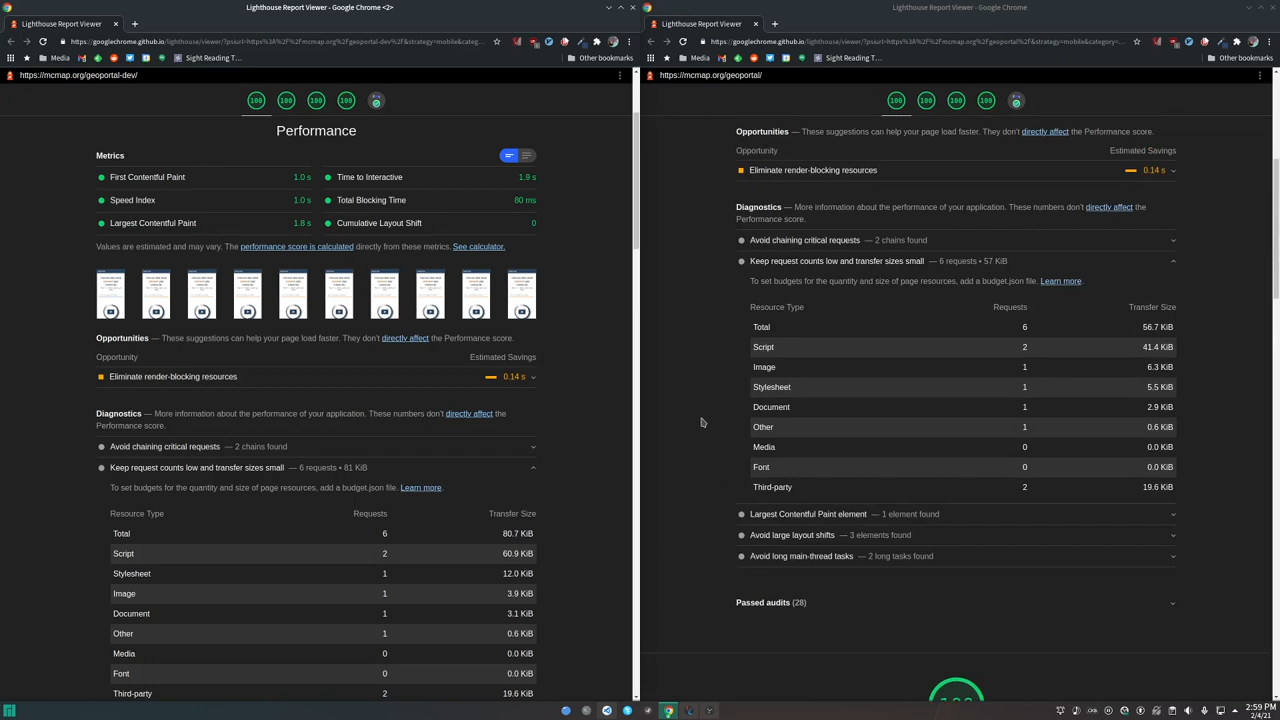 Lighthouse Report Viewer - Google Chrome <2>
Lighthouse Report Viewer
https://googlechrome.github.io/lighthouse/viewer/?psiurl=https%3A%2F%2Fmcmap.org%2Fgeoportal-dev%2F&strategy=mobile&categ...
Media
Sight Reading T...
Other bookmarks
https://mcmap.org/geoportal-dev/
100 100 100 100
Performance
Metrics
First Contentful Paint 1.0 s
Time to Interactive 1.9 s
Speed Index 1.0 s
Total Blocking Time 80 ms
Largest Contentful Paint 1.8 s
Cumulative Layout Shift 0
Values are estimated and may vary. The performance score is calculated directly from these metrics. See calculator.
Opportunities — These suggestions can help your page load faster. They don't directly affect the Performance score.
Opportunity Estimated Savings
Eliminate render-blocking resources 0.14 s
Diagnostics — More information about the performance of your application. These numbers don't directly affect the
Performance score.
Avoid chaining critical requests — 2 chains found
Keep request counts low and transfer sizes small — 6 requests • 81 KiB
To set budgets for the quantity and size of page resources, add a budget.json file. Learn more.
Resource Type Requests Transfer Size
Total 6 80.7 KiB
Script 2 60.9 KiB
Stylesheet 1 12.0 KiB
Image 1 3.9 KiB
Document 1 3.1 KiB
Other 1 0.6 KiB
Media 0 0.0 KiB
Font 0 0.0 KiB
Third-party 2 19.6 KiB
Lighthouse Report Viewer - Google Chrome
Lighthouse Report Viewer
https://googlechrome.github.io/lighthouse/viewer/?psiurl=https%3A%2F%2Fmcmap.org%2Fgeoportal%2F&strategy=mobile&category=...
Media
Sight Reading T...
Other bookmarks
https://mcmap.org/geoportal/
100 100 100 100
Opportunities — These suggestions can help your page load faster. They don't directly affect the Performance score.
Opportunity Estimated Savings
Eliminate render-blocking resources 0.14 s
Diagnostics — More information about the performance of your application. These numbers don't directly affect the
Performance score.
Avoid chaining critical requests — 2 chains found
Keep request counts low and transfer sizes small — 6 requests • 57 KiB
To set budgets for the quantity and size of page resources, add a budget.json file. Learn more.
Resource Type Requests Transfer Size
Total 6 56.7 KiB
Script 2 41.4 KiB
Image 1 6.3 KiB
Stylesheet 1 5.5 KiB
Document 1 2.9 KiB
Other 1 0.6 KiB
Media 0 0.0 KiB
Font 0 0.0 KiB
Third-party 2 19.6 KiB
Largest Contentful Paint element — 1 element found
Avoid large layout shifts — 3 elements found
Avoid long main-thread tasks — 2 long tasks found
Passed audits (28)
2:59 PM
2/4/21